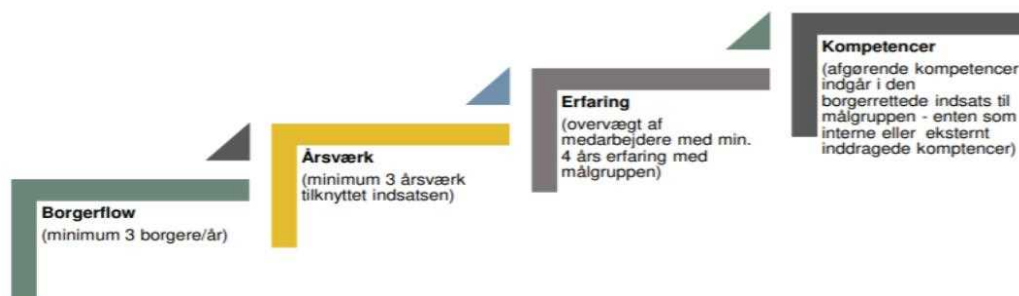 Borgerflow
(minimum 3 borgere/år)
Årsværk
(minimum 3 årsværk
tilknyttet indsatsen)
Erfaring
(overvægt af
medarbejdere med min.
4 års erfaring med
målgruppen)
Kompetencer
(afgørende kompetencer
indgår i den
borgerrettede indsats til
målgruppen - enten som
interne eller  eksternt
inddragede komptencer)